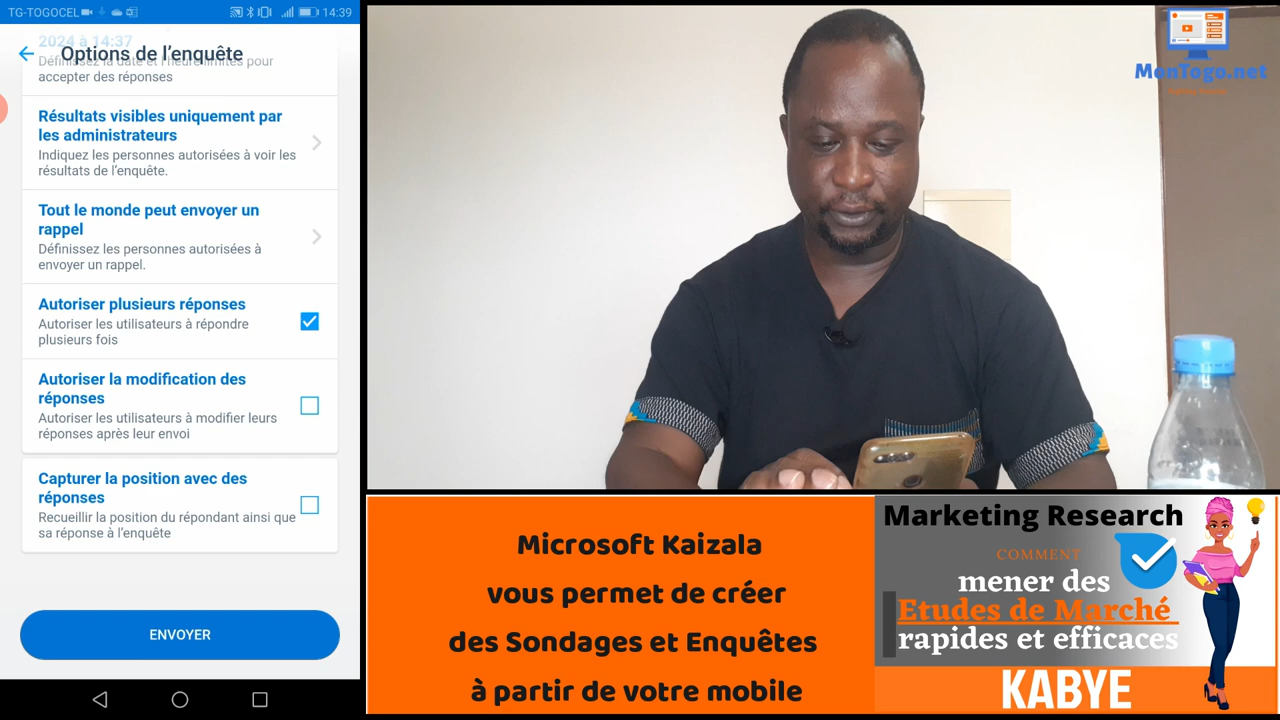 TG-TOGOCEL
14:39
2024 à 14:37
Options de l'enquête
Définissez la date et l'heure limites pour
accepter des réponses
Résultats visibles uniquement par
les administrateurs
Indiquez les personnes autorisées à voir les
résultats de l'enquête.
Tout le monde peut envoyer un
rappel
Définissez les personnes autorisées à
envoyer un rappel.
Autoriser plusieurs réponses
Autoriser les utilisateurs à répondre
plusieurs fois
Autoriser la modification des
réponses
Autoriser les utilisateurs à modifier leurs
réponses après leur envoi
Capturer la position avec des
réponses
Recueillir la position du répondant ainsi que
sa réponse à l'enquête
ENVOYER
MonTogo.net
Microsoft Kaizala
vous permet de créer
des Sondages et Enquêtes
à partir de votre mobile
Marketing Research
COMMENT
mener des
Etudes de Marché
rapides et efficaces
KABYE